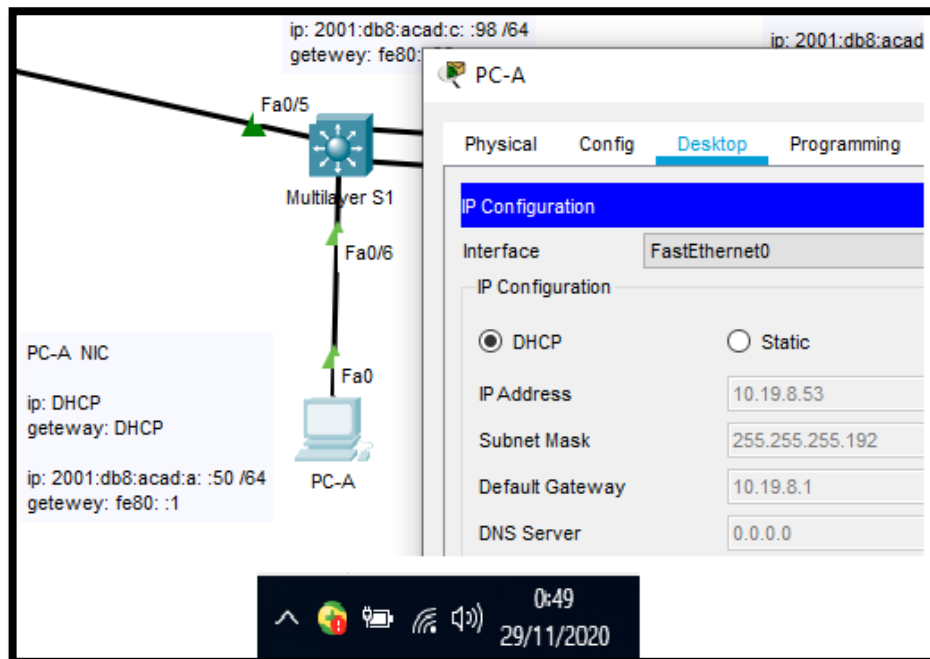 ip: 2001:db8:acad:c: :98 /64
getewey: fe80:
ip: 2001:db8:acad
Fa0/5
Multilayer S1
Fa0/6
Fa0
PC-A
PC-A NIC
ip: DHCP
geteway: DHCP
ip: 2001:db8:acad:a: :50 /64
getewey: fe80: :1
PC-A
Physical Config Desktop Programming
IP Configuration
Interface FastEthernet0
IP Configuration
DHCP Static
IP Address 10.19.8.53
Subnet Mask 255.255.255.192
Default Gateway 10.19.8.1
DNS Server 0.0.0.0
0:49
29/11/2020